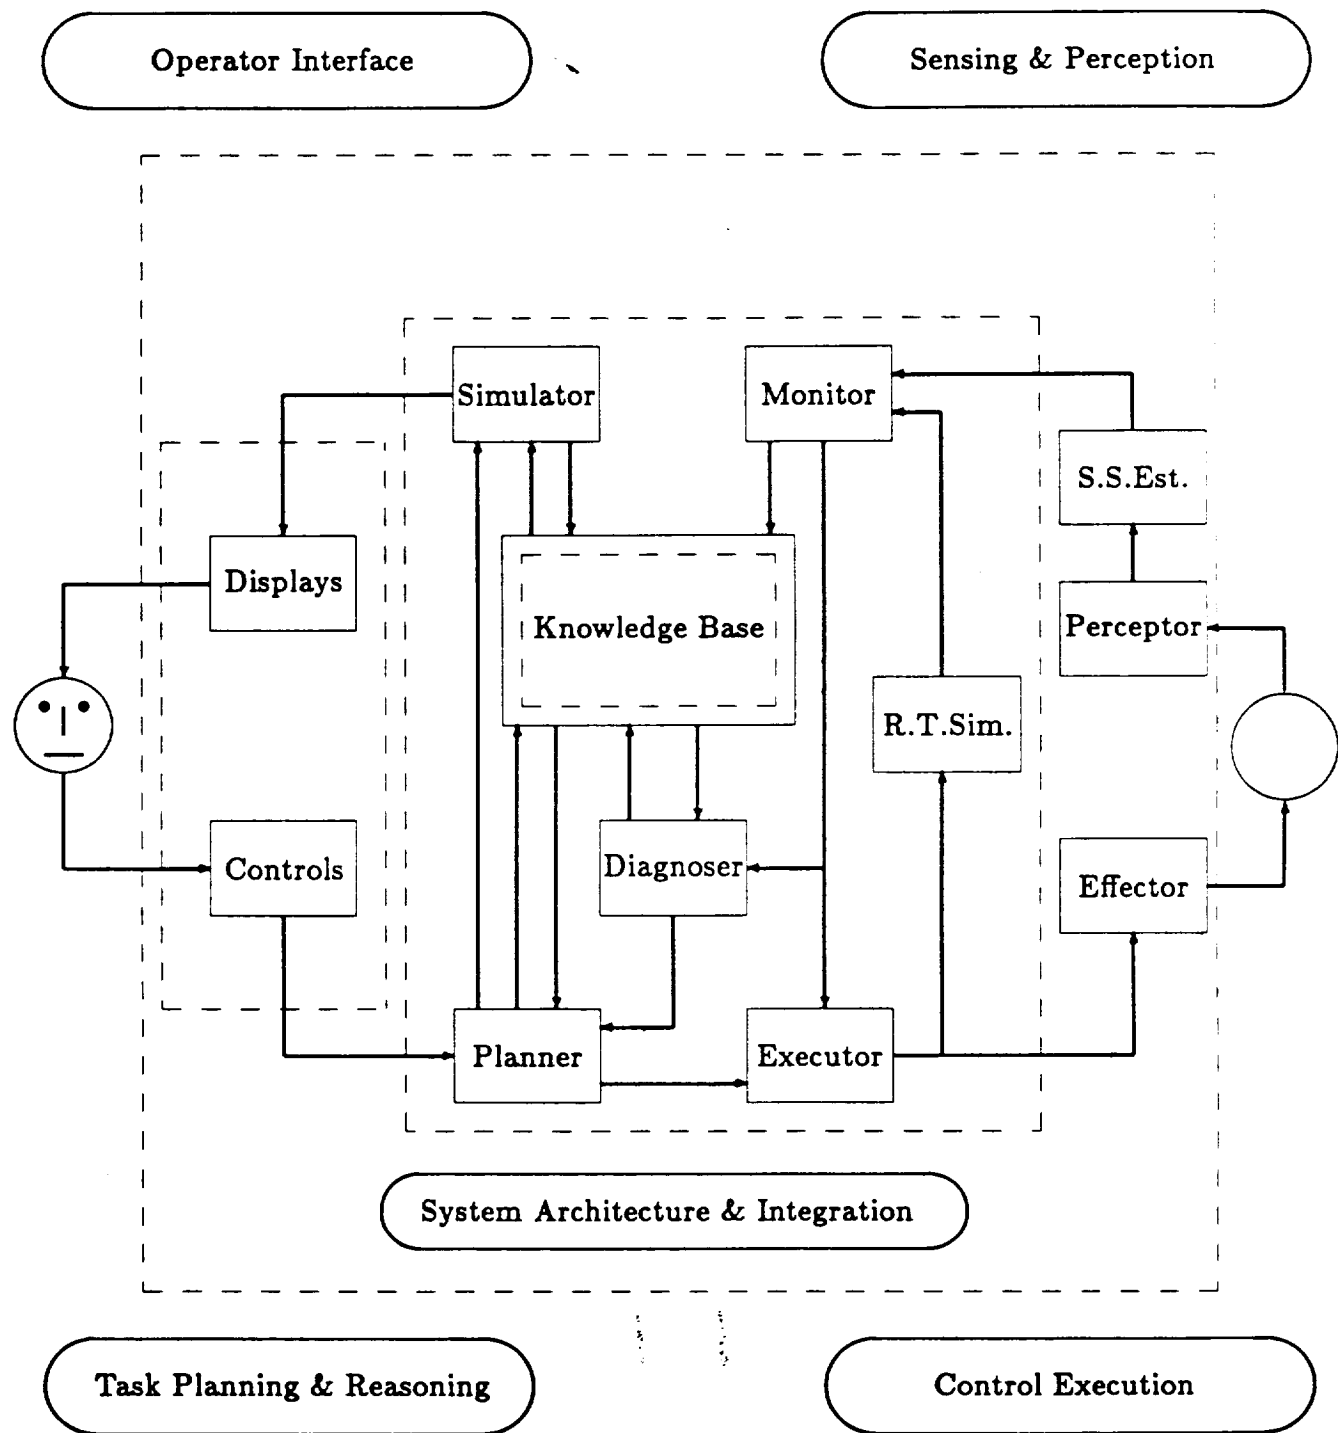 Operator Interface
Sensing & Perception
Simulator
Monitor
S.S.Est.
Displays
Knowledge Base
Perceptor
R.T.Sim.
Controls
Diagnoser
Effector
Planner
Executor
System Architecture & Integration
Task Planning & Reasoning
Control Execution